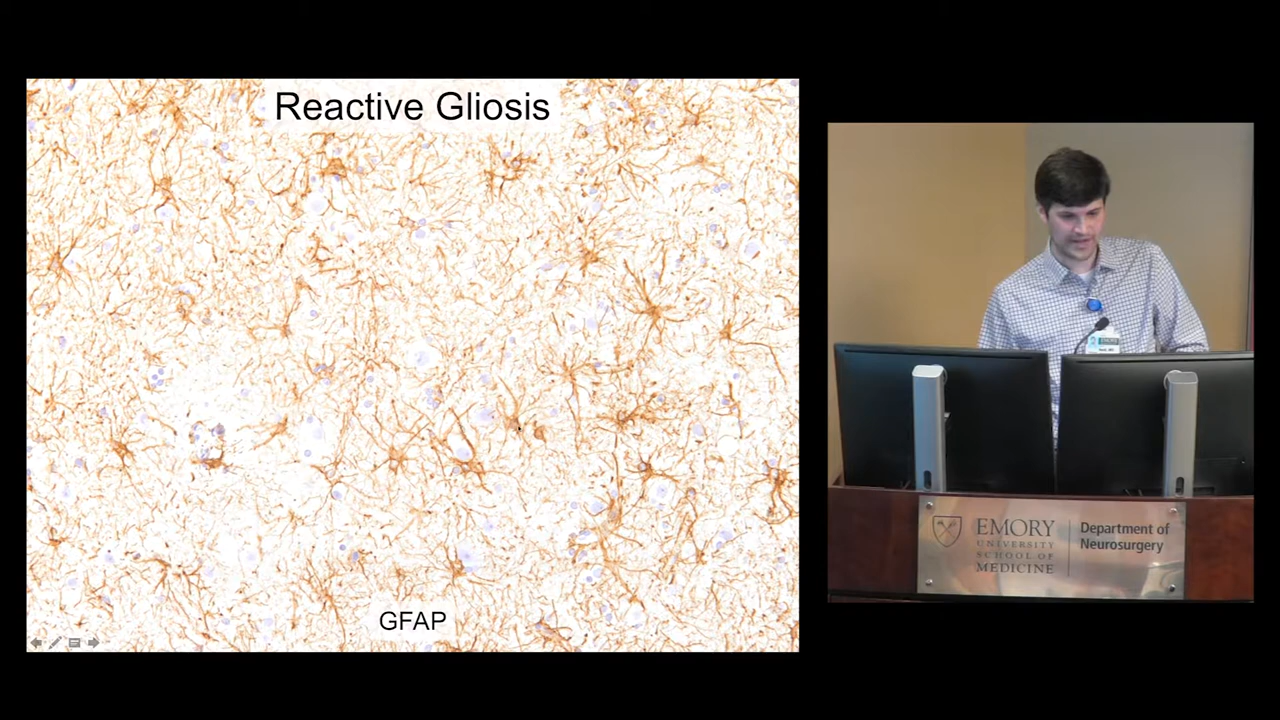 Reactive Gliosis
GFAP
EMORY
UNIVERSITY
SCHOOL OF
MEDICINE
Department of
Neurosurgery